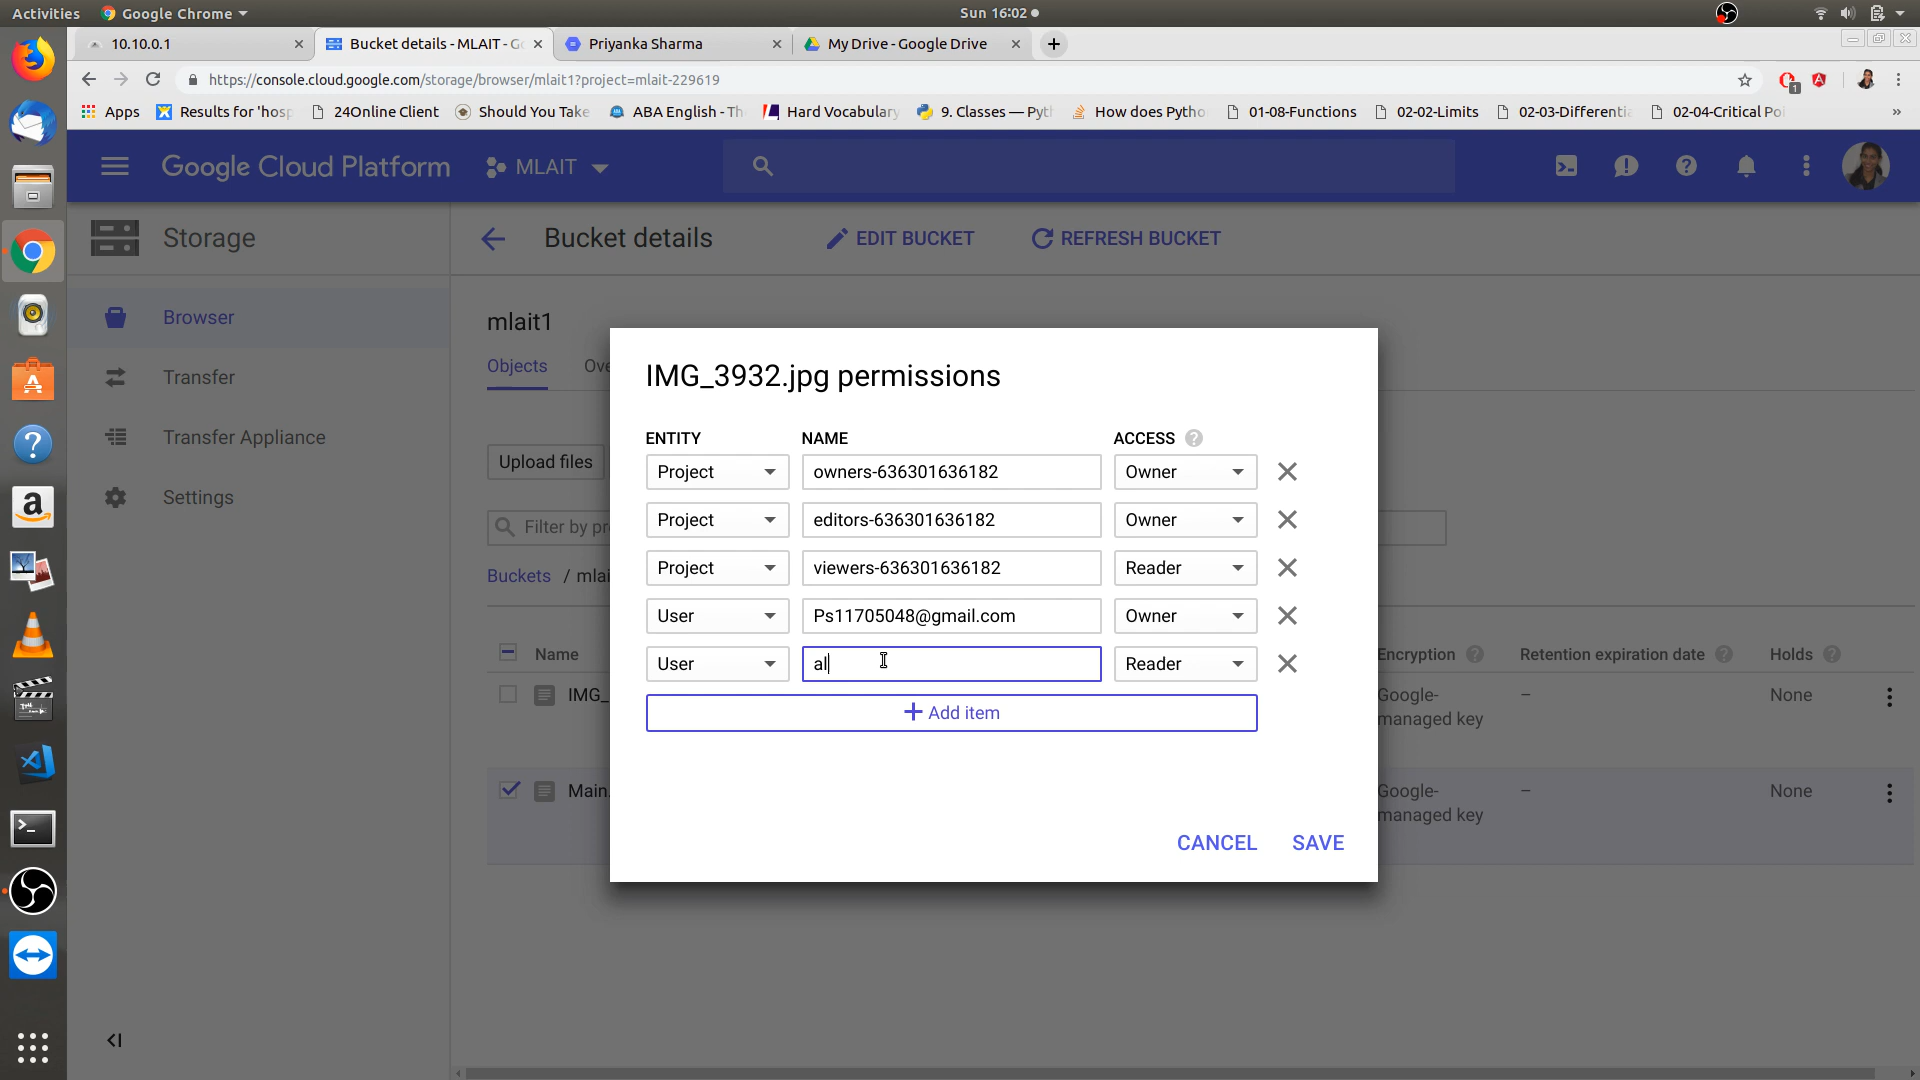 Activities Google Chrome Sun 16:02
10.10.0.1 Bucket details - MLAIT - G Priyanka Sharma My Drive - Google Drive
https://console.cloud.google.com/storage/browser/mlait1?project=mlait-229619
Apps Results for 'hosp 24Online Client Should You Take ABA English - Th Hard Vocabulary 9. Classes — Pyt How does Pytho 01-08-Functions 02-02-Limits 02-03-Differenti 02-04-Critical Poi »
Google Cloud Platform MLAIT
Storage Bucket details EDIT BUCKET REFRESH BUCKET
Browser
Transfer
Transfer Appliance
Settings
mlait1
Objects Ove
Upload files
Filter by pr
Buckets / mlai
Name Encryption Retention expiration date Holds
IMG_ Google-managed key – None
Main. Google-managed key – None
IMG_3932.jpg permissions
ENTITY NAME ACCESS
Project owners-636301636182 Owner
Project editors-636301636182 Owner
Project viewers-636301636182 Reader
User Ps11705048@gmail.com Owner
User al Reader
+ Add item
CANCEL SAVE